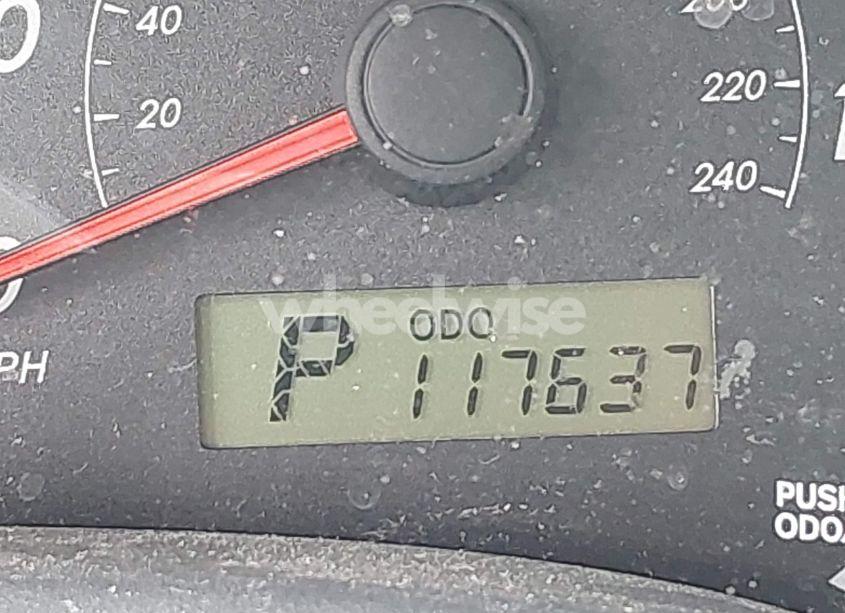 40
20
220
240
wheelwise
P ODO
117637
PH
PUSH
ODO/